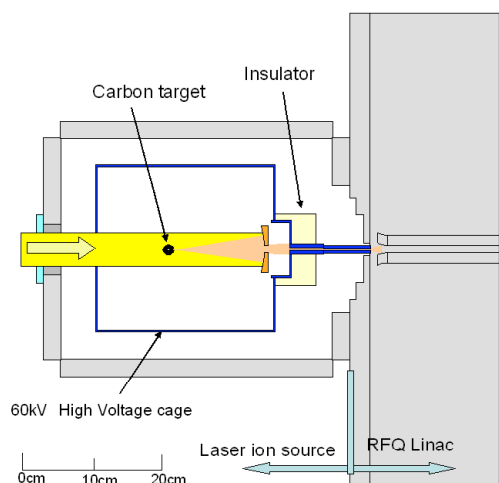 Insulator
Carbon target
60kV High Voltage cage
Laser ion source
RFQ Linac
0cm 10cm 20cm